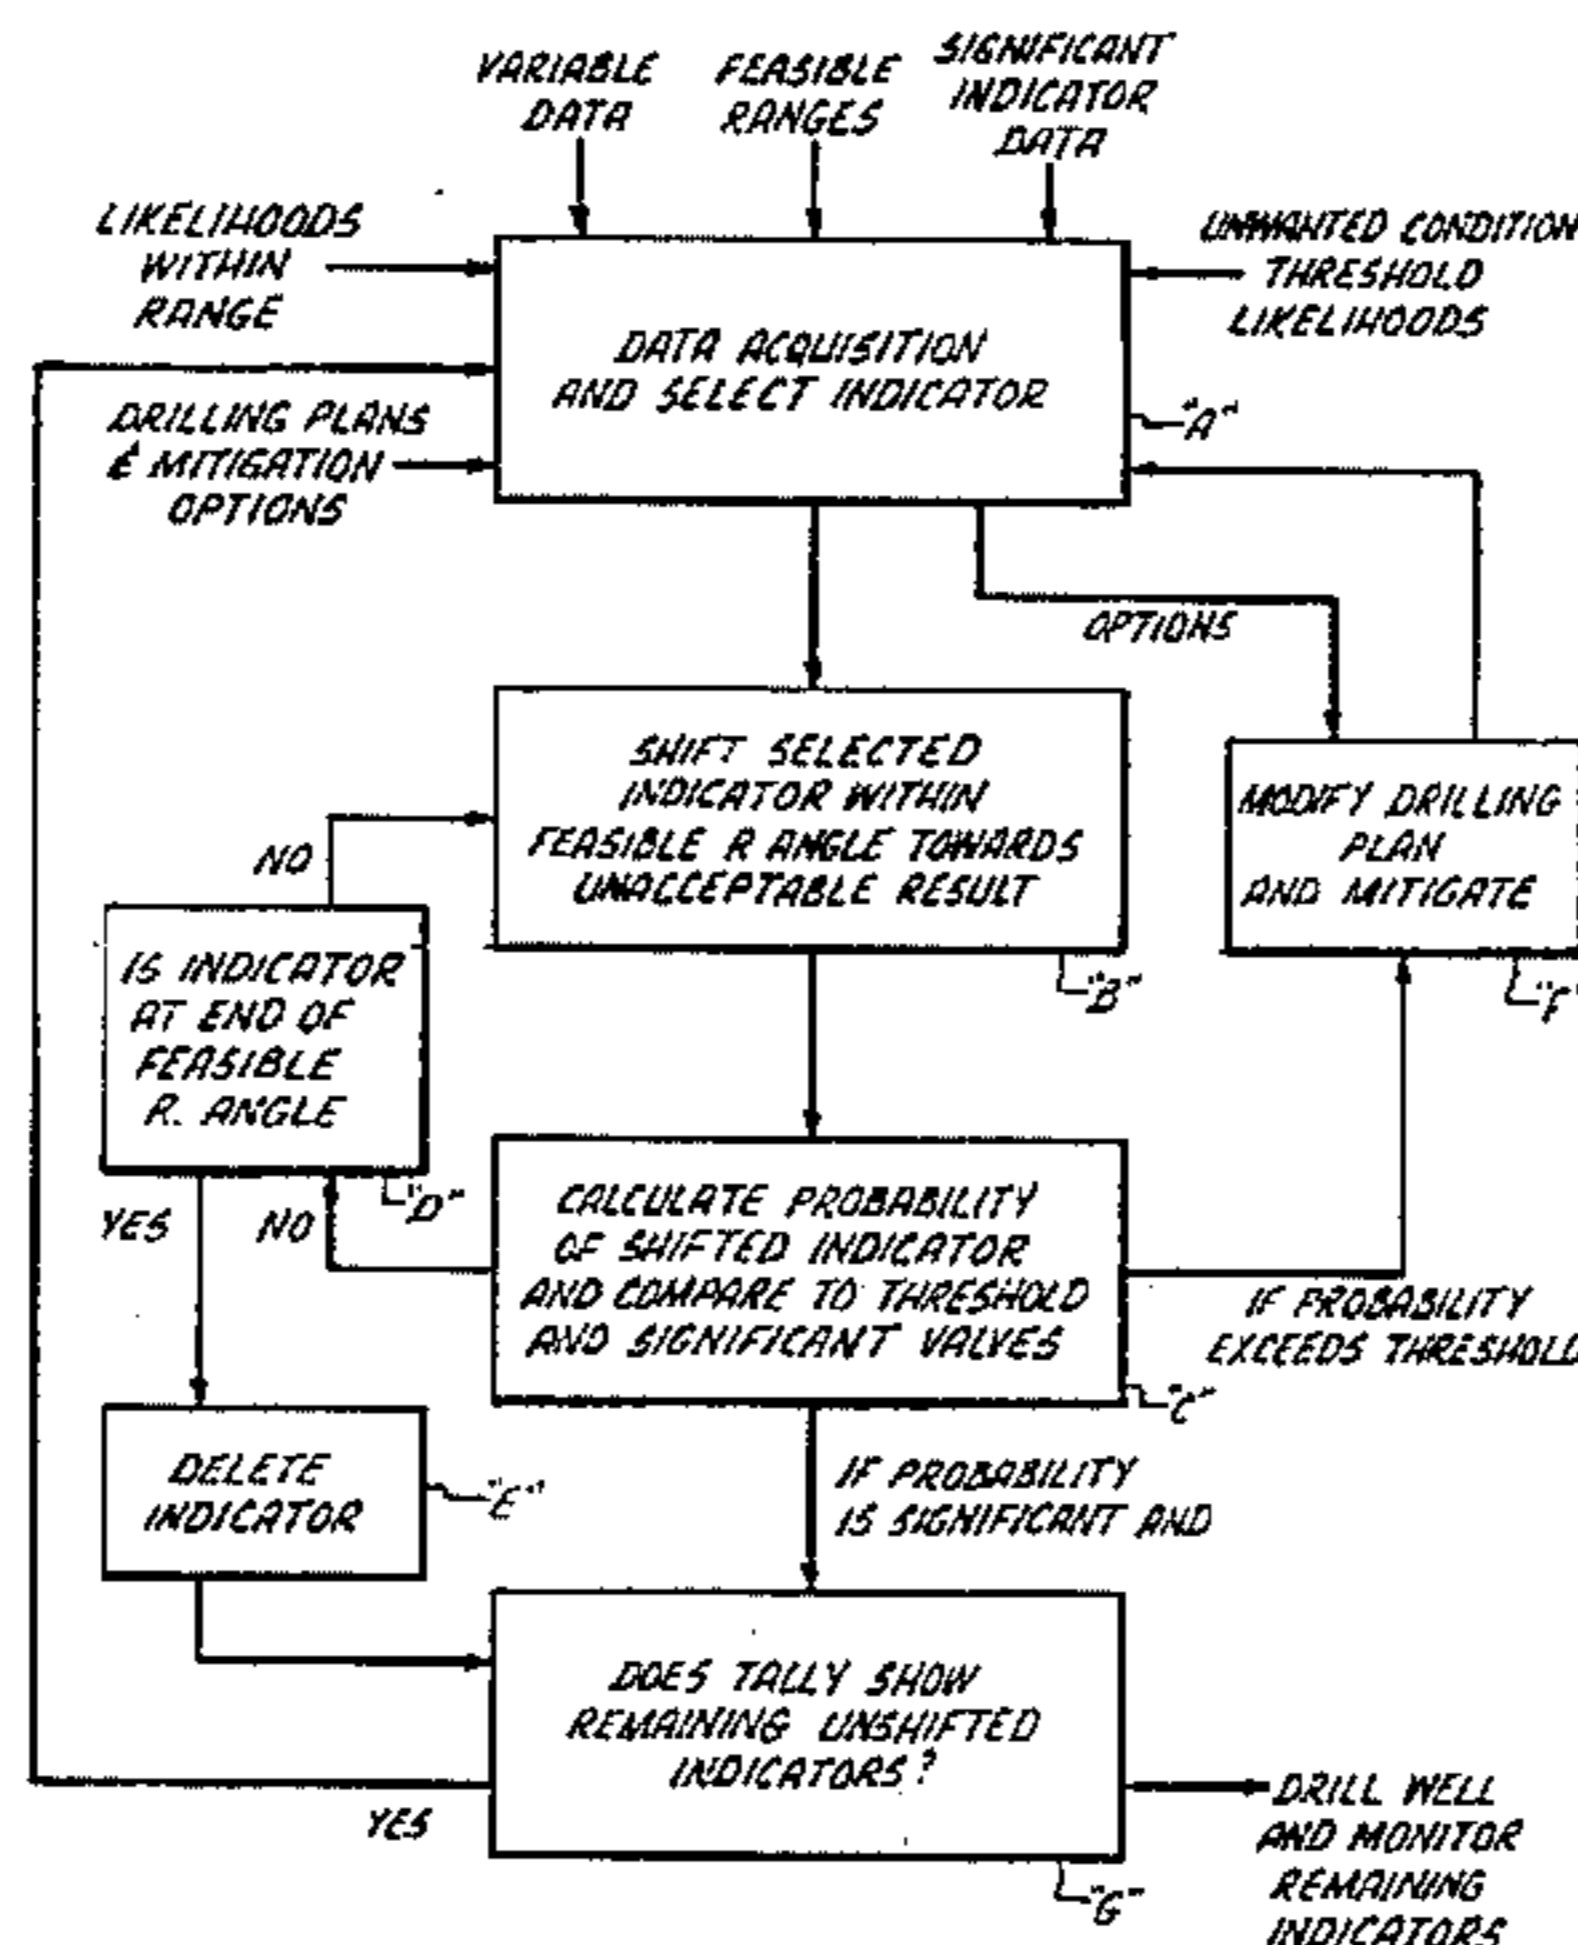 VARIABLE
DATA
FEASIBLE
RANGES
SIGNIFICANT
INDICATOR
DATA
LIKELIHOODS
WITHIN
RANGE
UNWANTED CONDITION
THRESHOLD
LIKELIHOODS
DATA ACQUISITION
AND SELECT INDICATOR
"A"
DRILLING PLANS
& MITIGATION
OPTIONS
OPTIONS
SHIFT SELECTED
INDICATOR WITHIN
FEASIBLE R ANGLE TOWARDS
UNACCEPTABLE RESULT
"B"
MODIFY DRILLING
PLAN
AND MITIGATE
"F"
NO
IS INDICATOR
AT END OF
FEASIBLE
R. ANGLE
"D"
YES
NO
CALCULATE PROBABILITY
OF SHIFTED INDICATOR
AND COMPARE TO THRESHOLD
AND SIGNIFICANT VALVES
"C"
IF PROBABILITY
EXCEEDS THRESHOLD
DELETE
INDICATOR
"E"
IF PROBABILITY
IS SIGNIFICANT AND
DOES TALLY SHOW
REMAINING UNSHIFTED
INDICATORS?
"G"
YES
DRILL WELL
AND MONITOR
REMAINING
INDICATORS